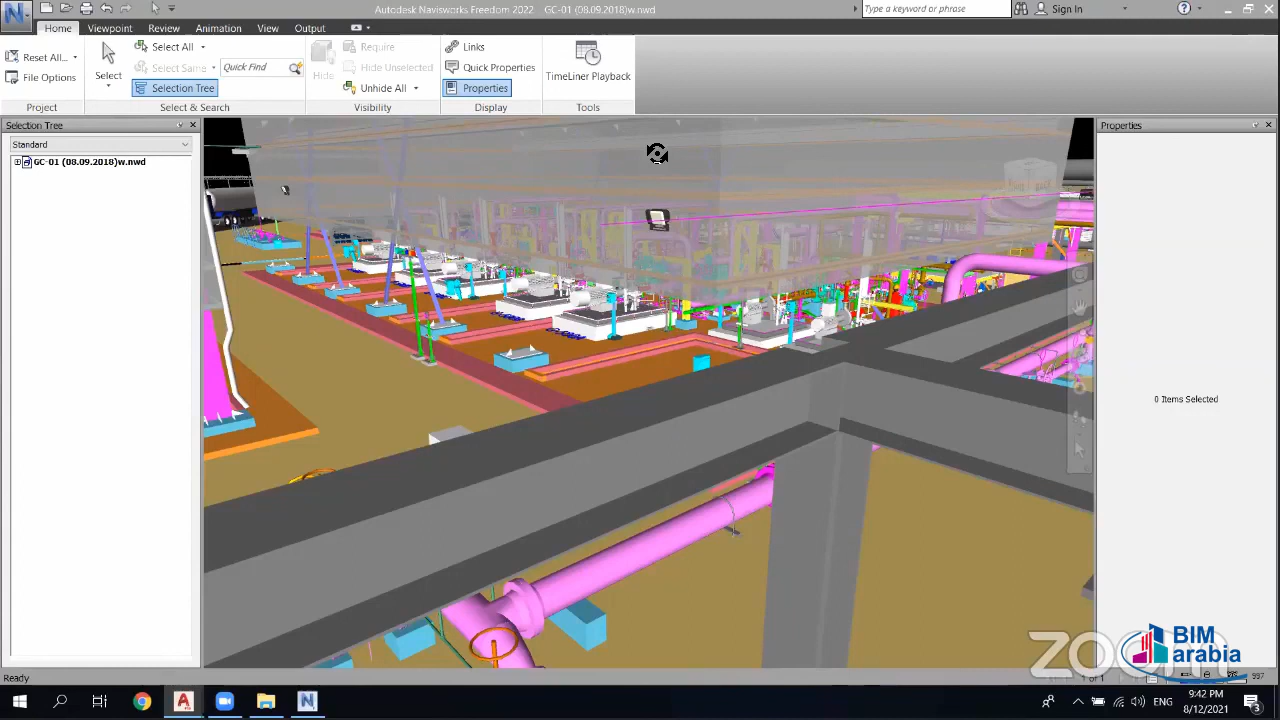 Autodesk Navisworks Freedom 2022 GC-01 (08.09.2018)w.nwd
Type a keyword or phrase
Sign In
Home
Viewpoint
Review
Animation
View
Output
Reset All...
File Options
Project
Select
Select All
Select Same
Selection Tree
Quick Find
Select & Search
Hide
Require
Hide Unselected
Unhide All
Visibility
Links
Quick Properties
Properties
Display
TimeLiner Playback
Tools
Selection Tree
Standard
GC-01 (08.09.2018)w.nwd
Properties
0 Items Selected
zoom
BIM
arabia
Ready
ENG
9:42 PM
8/12/2021
3